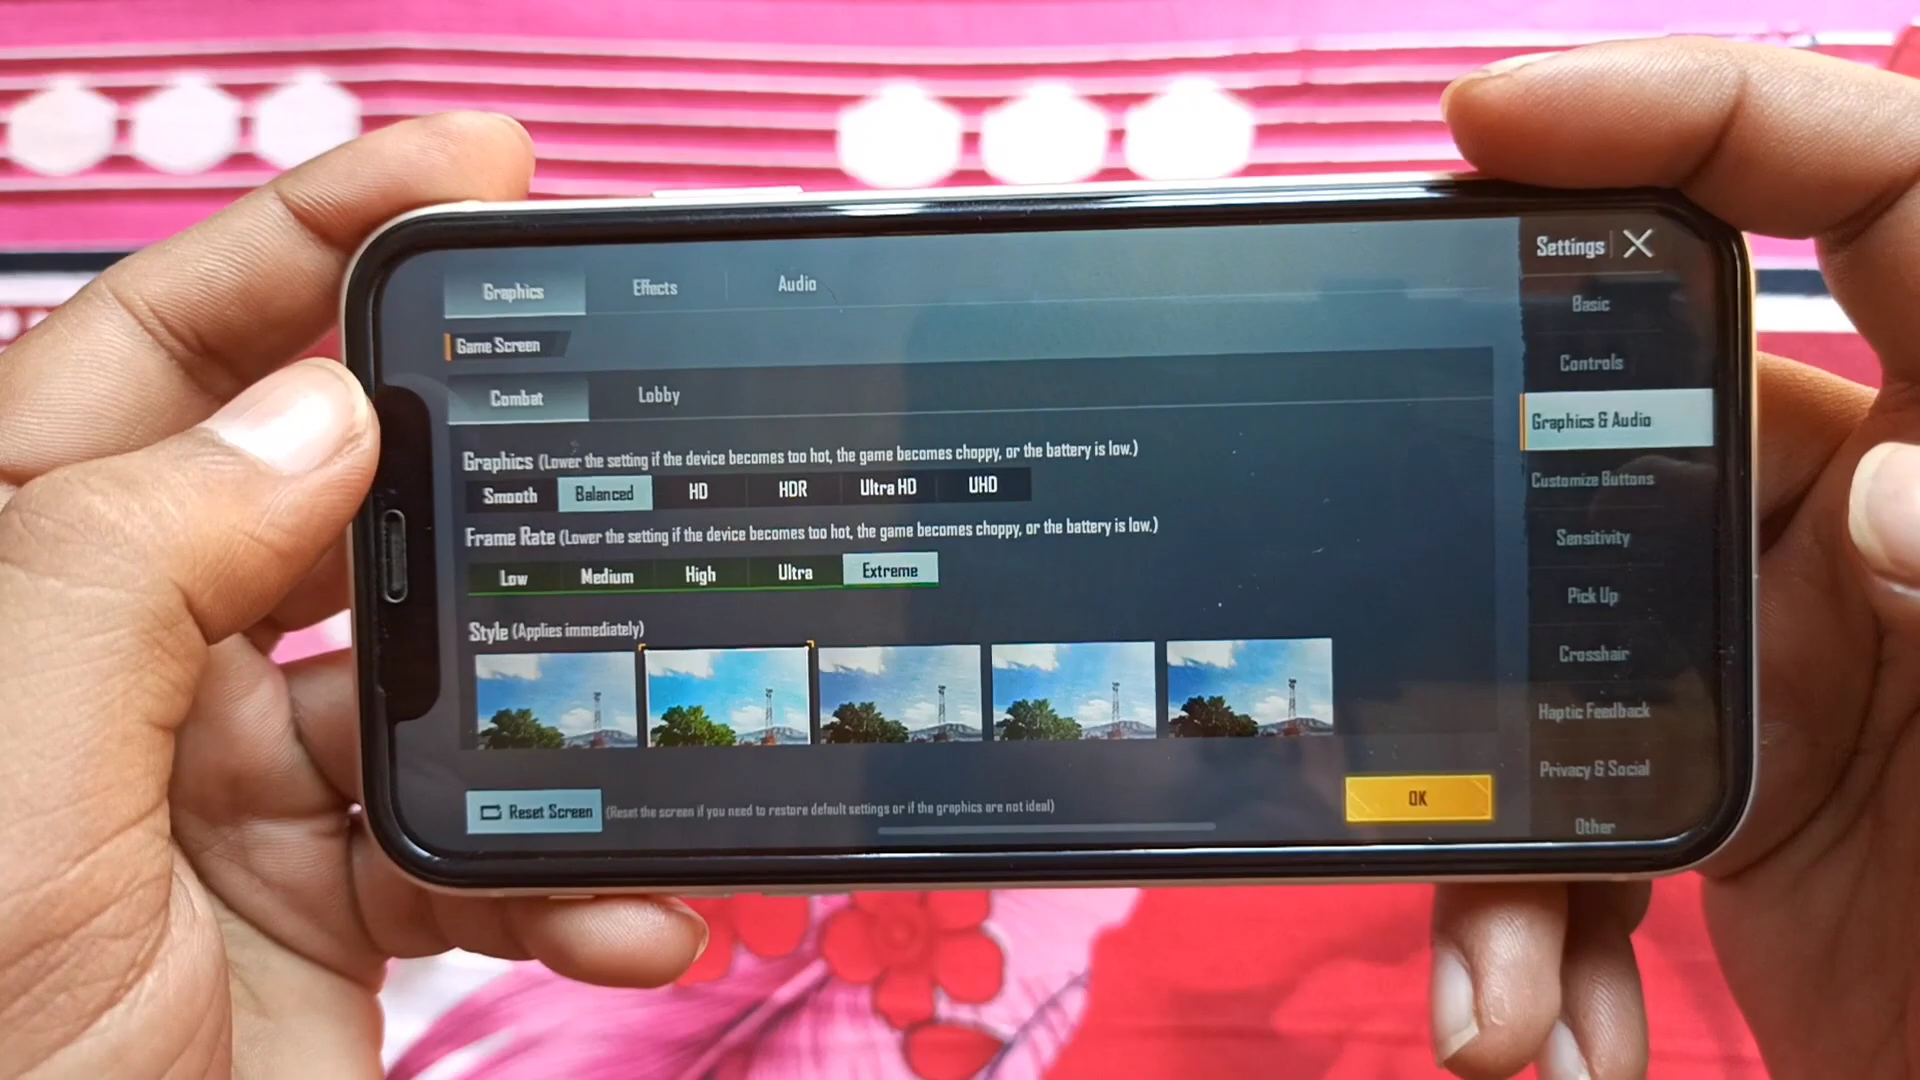 Graphics Effects Audio
Settings
Game Screen
Combat Lobby
Graphics (Lower the setting if the device becomes too hot, the game becomes choppy, or the battery is low.)
Smooth Balanced HD HDR Ultra HD UHD
Frame Rate (Lower the setting if the device becomes too hot, the game becomes choppy, or the battery is low.)
Low Medium High Ultra Extreme
Style (Applies immediately)
Reset Screen (Reset the screen if you need to restore default settings or if the graphics are not ideal)
OK
Basic
Controls
Graphics & Audio
Customize Buttons
Sensitivity
Pick Up
Crosshair
Haptic Feedback
Privacy & Social
Other